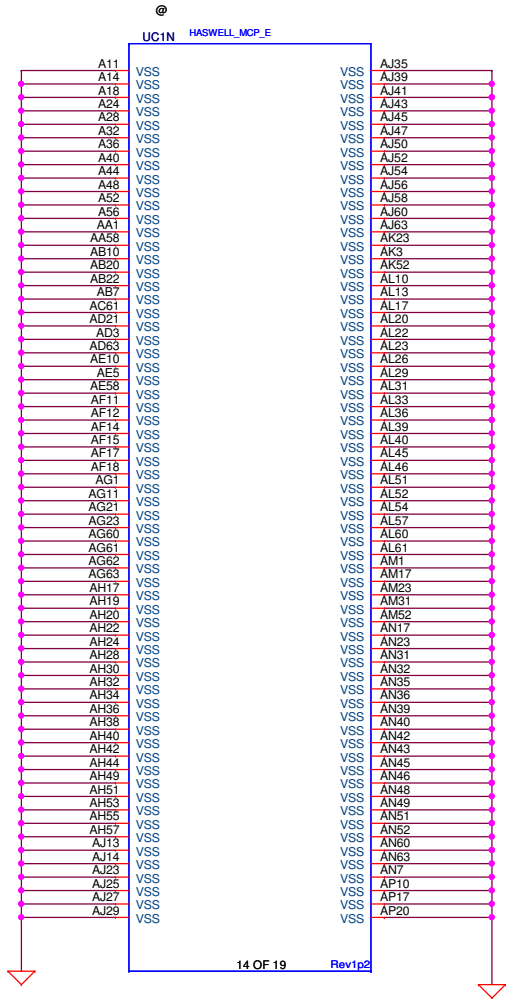 @
UC1N HASWELL_MCP_E
A11 VSS VSS AJ35
A14 VSS VSS AJ39
A18 VSS VSS AJ41
A24 VSS VSS AJ43
A28 VSS VSS AJ45
A32 VSS VSS AJ47
A36 VSS VSS AJ50
A40 VSS VSS AJ52
A44 VSS VSS AJ54
A48 VSS VSS AJ56
A52 VSS VSS AJ58
A56 VSS VSS AJ60
AA1 VSS VSS AJ63
AA58 VSS VSS AK23
AB10 VSS VSS AK3
AB20 VSS VSS AK52
AB22 VSS VSS AL10
AB7 VSS VSS AL13
AC61 VSS VSS AL17
AD21 VSS VSS AL20
AD3 VSS VSS AL22
AD63 VSS VSS AL23
AE10 VSS VSS AL26
AE5 VSS VSS AL29
AE58 VSS VSS AL31
AF11 VSS VSS AL33
AF12 VSS VSS AL36
AF14 VSS VSS AL39
AF15 VSS VSS AL40
AF17 VSS VSS AL45
AF18 VSS VSS AL46
AG1 VSS VSS AL51
AG11 VSS VSS AL52
AG21 VSS VSS AL54
AG23 VSS VSS AL57
AG60 VSS VSS AL60
AG61 VSS VSS AL61
AG62 VSS VSS AM1
AG63 VSS VSS AM17
AH17 VSS VSS AM23
AH19 VSS VSS AM31
AH20 VSS VSS AM52
AH22 VSS VSS AN17
AH24 VSS VSS AN23
AH28 VSS VSS AN31
AH30 VSS VSS AN32
AH32 VSS VSS AN35
AH34 VSS VSS AN36
AH36 VSS VSS AN39
AH38 VSS VSS AN40
AH40 VSS VSS AN42
AH42 VSS VSS AN43
AH44 VSS VSS AN45
AH49 VSS VSS AN46
AH51 VSS VSS AN48
AH53 VSS VSS AN49
AH55 VSS VSS AN51
AH57 VSS VSS AN52
AJ13 VSS VSS AN60
AJ14 VSS VSS AN63
AJ23 VSS VSS AN7
AJ25 VSS VSS AP10
AJ27 VSS VSS AP17
AJ29 VSS VSS AP20
14 OF 19 Rev1p2